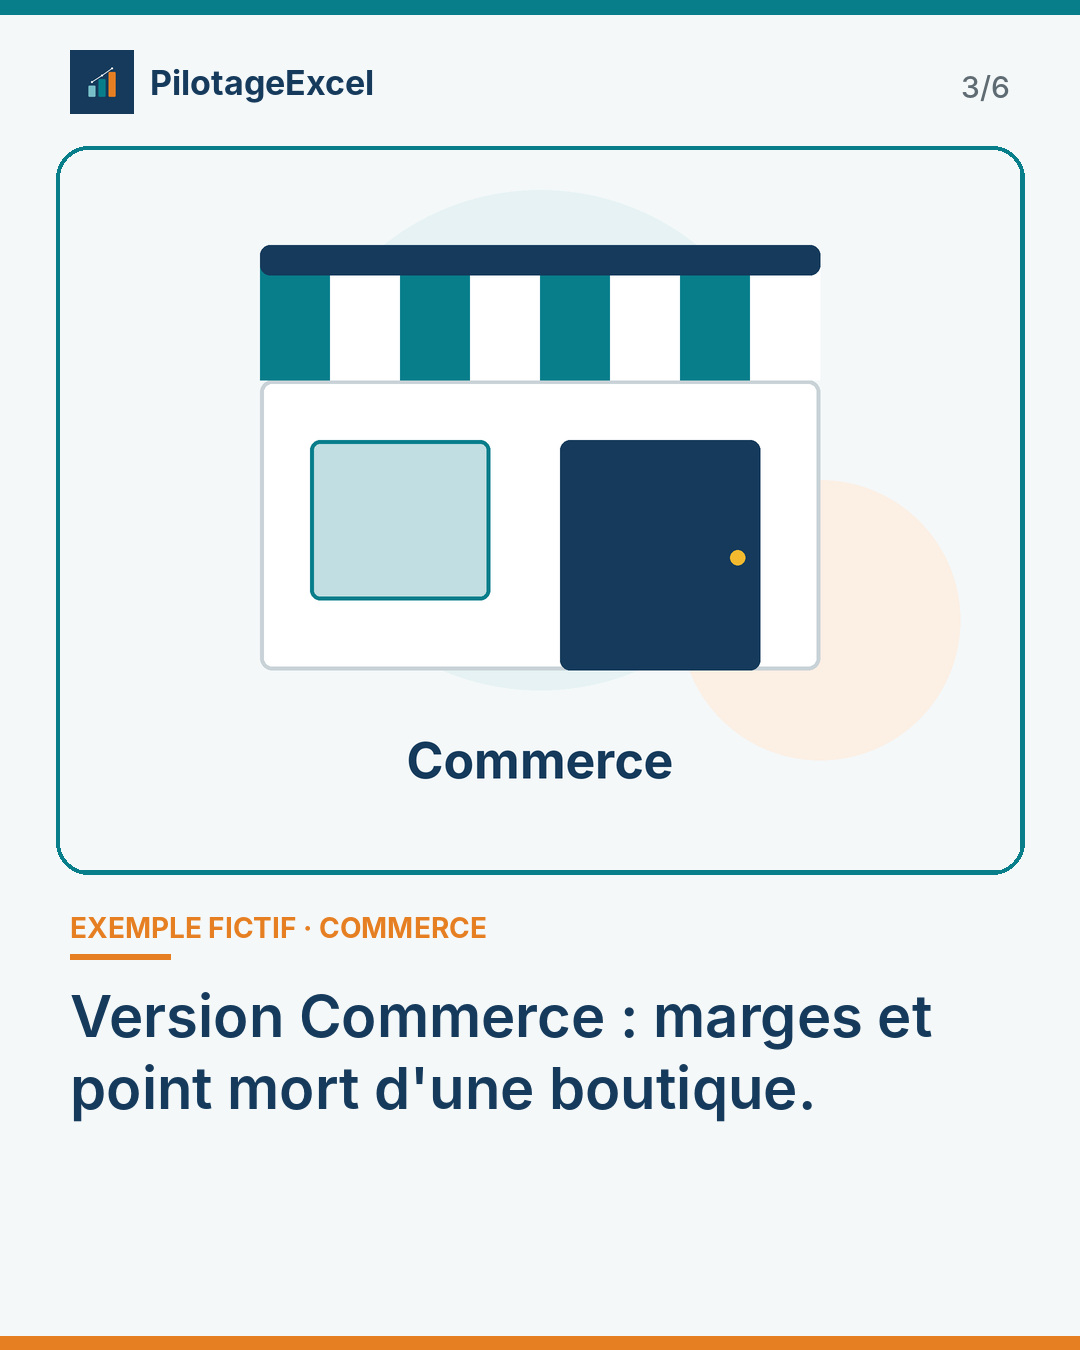 PilotageExcel
3/6
Commerce
EXEMPLE FICTIF · COMMERCE
Version Commerce : marges et
point mort d'une boutique.